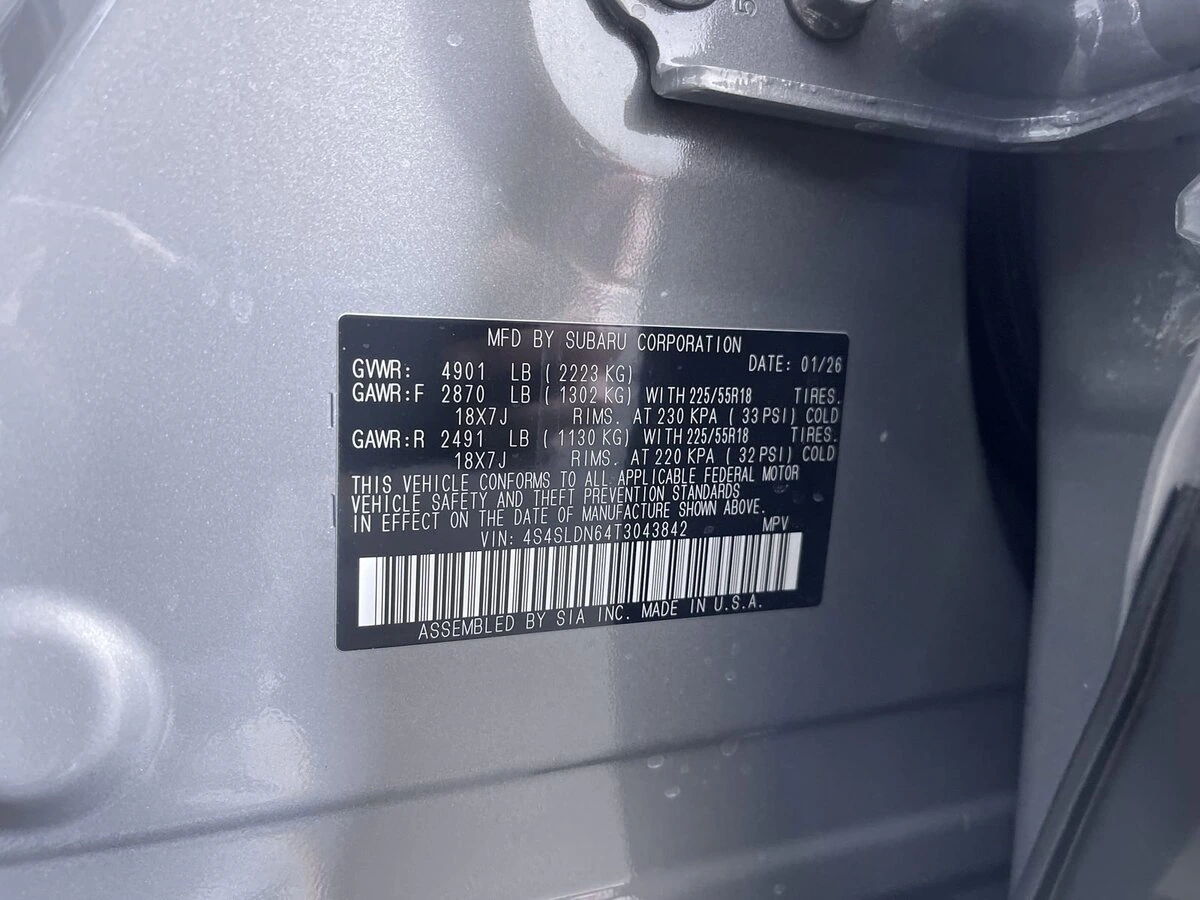 MFD BY SUBARU CORPORATION
GVWR: 4901 LB ( 2223 KG) DATE: 01/26
GAWR:F 2870 LB ( 1302 KG) WITH 225/55R18 TIRES.
18X7J RIMS. AT 230 KPA ( 33 PSI) COLD
GAWR:R 2491 LB ( 1130 KG) WITH 225/55R18 TIRES.
18X7J RIMS. AT 220 KPA ( 32 PSI) COLD
THIS VEHICLE CONFORMS TO ALL APPLICABLE FEDERAL MOTOR
VEHICLE SAFETY AND THEFT PREVENTION STANDARDS
IN EFFECT ON THE DATE OF MANUFACTURE SHOWN ABOVE.
VIN: 4S4SLDN64T3043842 MPV
ASSEMBLED BY SIA INC. MADE IN U.S.A.